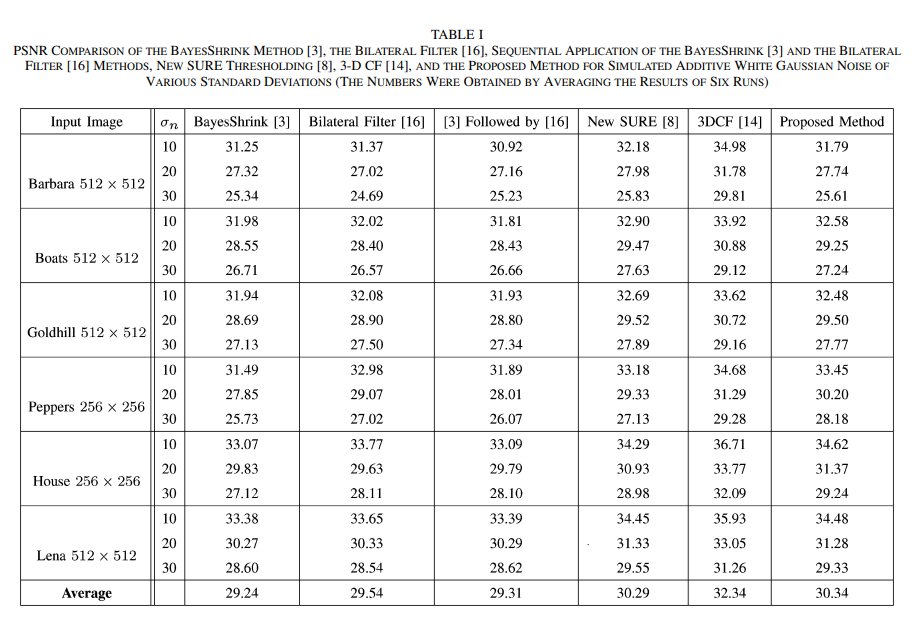 TABLE I
PSNR COMPARISON OF THE BAYESSHRINK METHOD [3], THE BILATERAL FILTER [16], SEQUENTIAL APPLICATION OF THE BAYESSHRINK [3] AND THE BILATERAL
FILTER [16] METHODS, NEW SURE THRESHOLDING [8], 3-D CF [14], AND THE PROPOSED METHOD FOR SIMULATED ADDITIVE WHITE GAUSSIAN NOISE OF
VARIOUS STANDARD DEVIATIONS (THE NUMBERS WERE OBTAINED BY AVERAGING THE RESULTS OF SIX RUNS)
Input Image σn BayesShrink [3] Bilateral Filter [16] [3] Followed by [16] New SURE [8] 3DCF [14] Proposed Method
10 31.25 31.37 30.92 32.18 34.98 31.79
Barbara 512 × 512 20 27.32 27.02 27.16 27.98 31.78 27.74
30 25.34 24.69 25.23 25.83 29.81 25.61
10 31.98 32.02 31.81 32.90 33.92 32.58
Boats 512 × 512 20 28.55 28.40 28.43 29.47 30.88 29.25
30 26.71 26.57 26.66 27.63 29.12 27.24
10 31.94 32.08 31.93 32.69 33.62 32.48
Goldhill 512 × 512 20 28.69 28.90 28.80 29.52 30.72 29.50
30 27.13 27.50 27.34 27.89 29.16 27.77
10 31.49 32.98 31.89 33.18 34.68 33.45
Peppers 256 × 256 20 27.85 29.07 28.01 29.33 31.29 30.20
30 25.73 27.02 26.07 27.13 29.28 28.18
10 33.07 33.77 33.09 34.29 36.71 34.62
House 256 × 256 20 29.83 29.63 29.79 30.93 33.77 31.37
30 27.12 28.11 28.10 28.98 32.09 29.24
10 33.38 33.65 33.39 34.45 35.93 34.48
Lena 512 × 512 20 30.27 30.33 30.29 31.33 33.05 31.28
30 28.60 28.54 28.62 29.55 31.26 29.33
Average 29.24 29.54 29.31 30.29 32.34 30.34